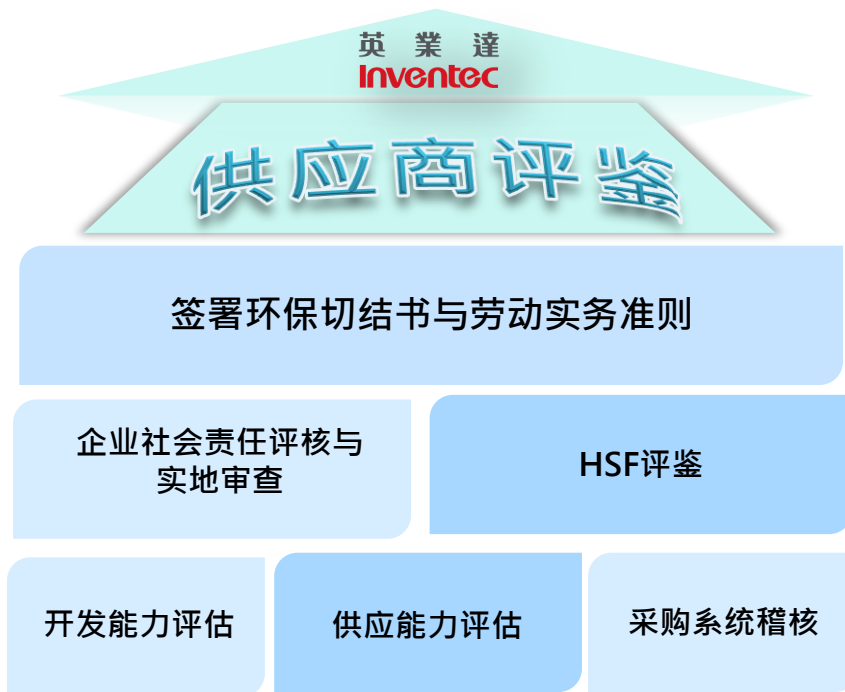 英業達
Inventec
供应商评鉴
签署环保切结书与劳动实务准则
企业社会责任评核与
实地审查
HSF评鉴
开发能力评估
供应能力评估
采购系统稽核